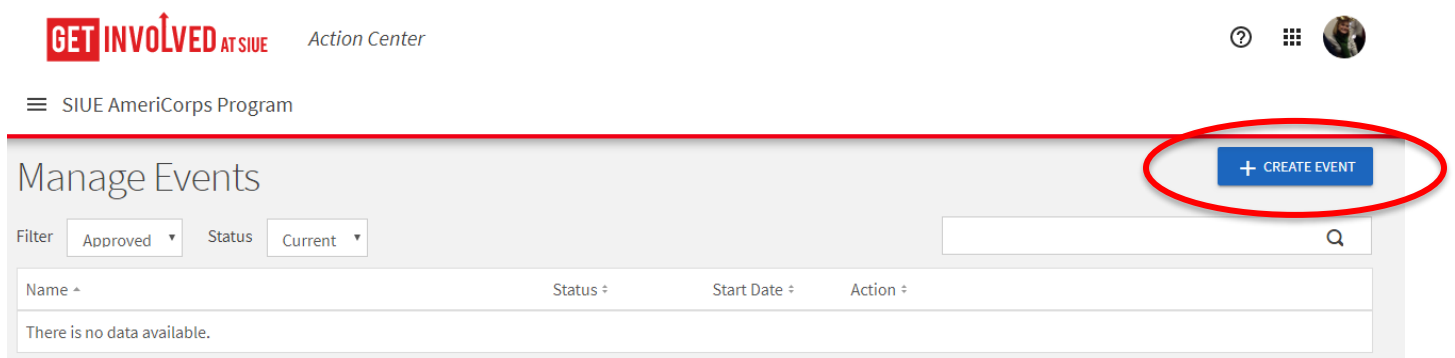 GET INVOLVED AT SIUE Action Center
SIUE AmeriCorps Program
Manage Events
+ CREATE EVENT
Filter Approved Status Current
Name Status Start Date Action
There is no data available.